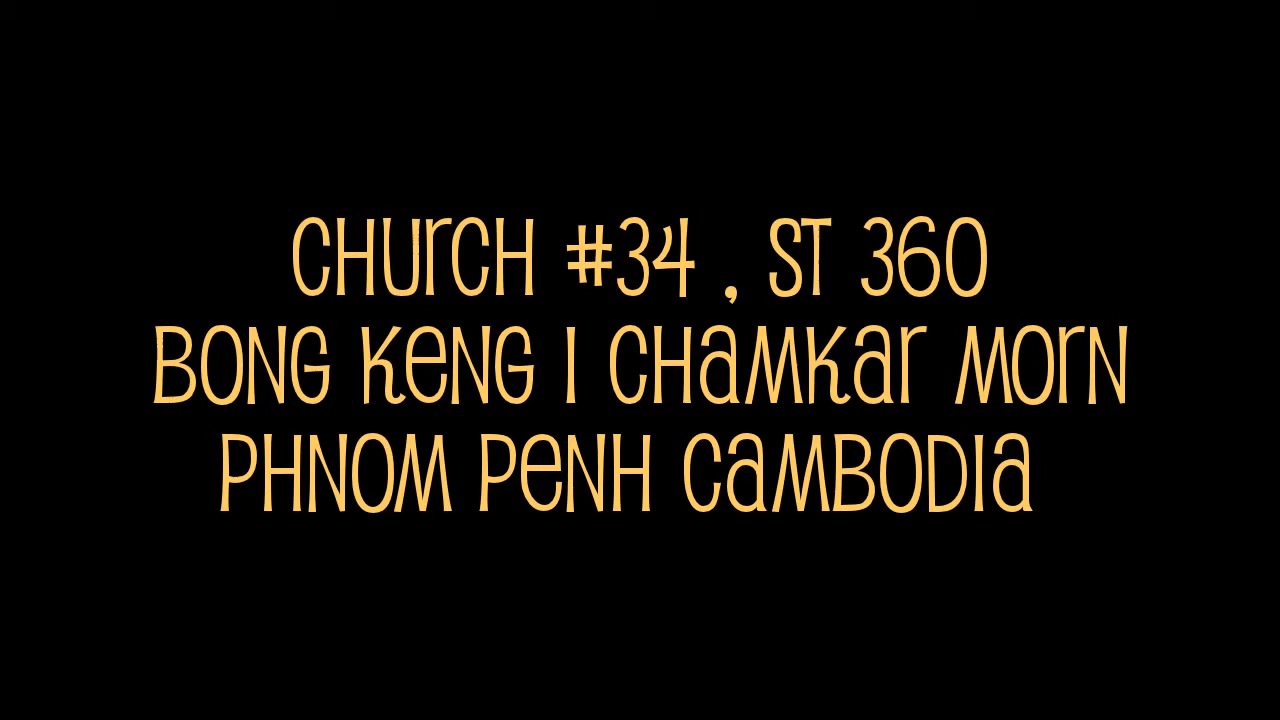 CHUrCH #34 , ST 360
BONG KeNG I CHaMKar MOrN
PHNOM PeNH CaMBODIa